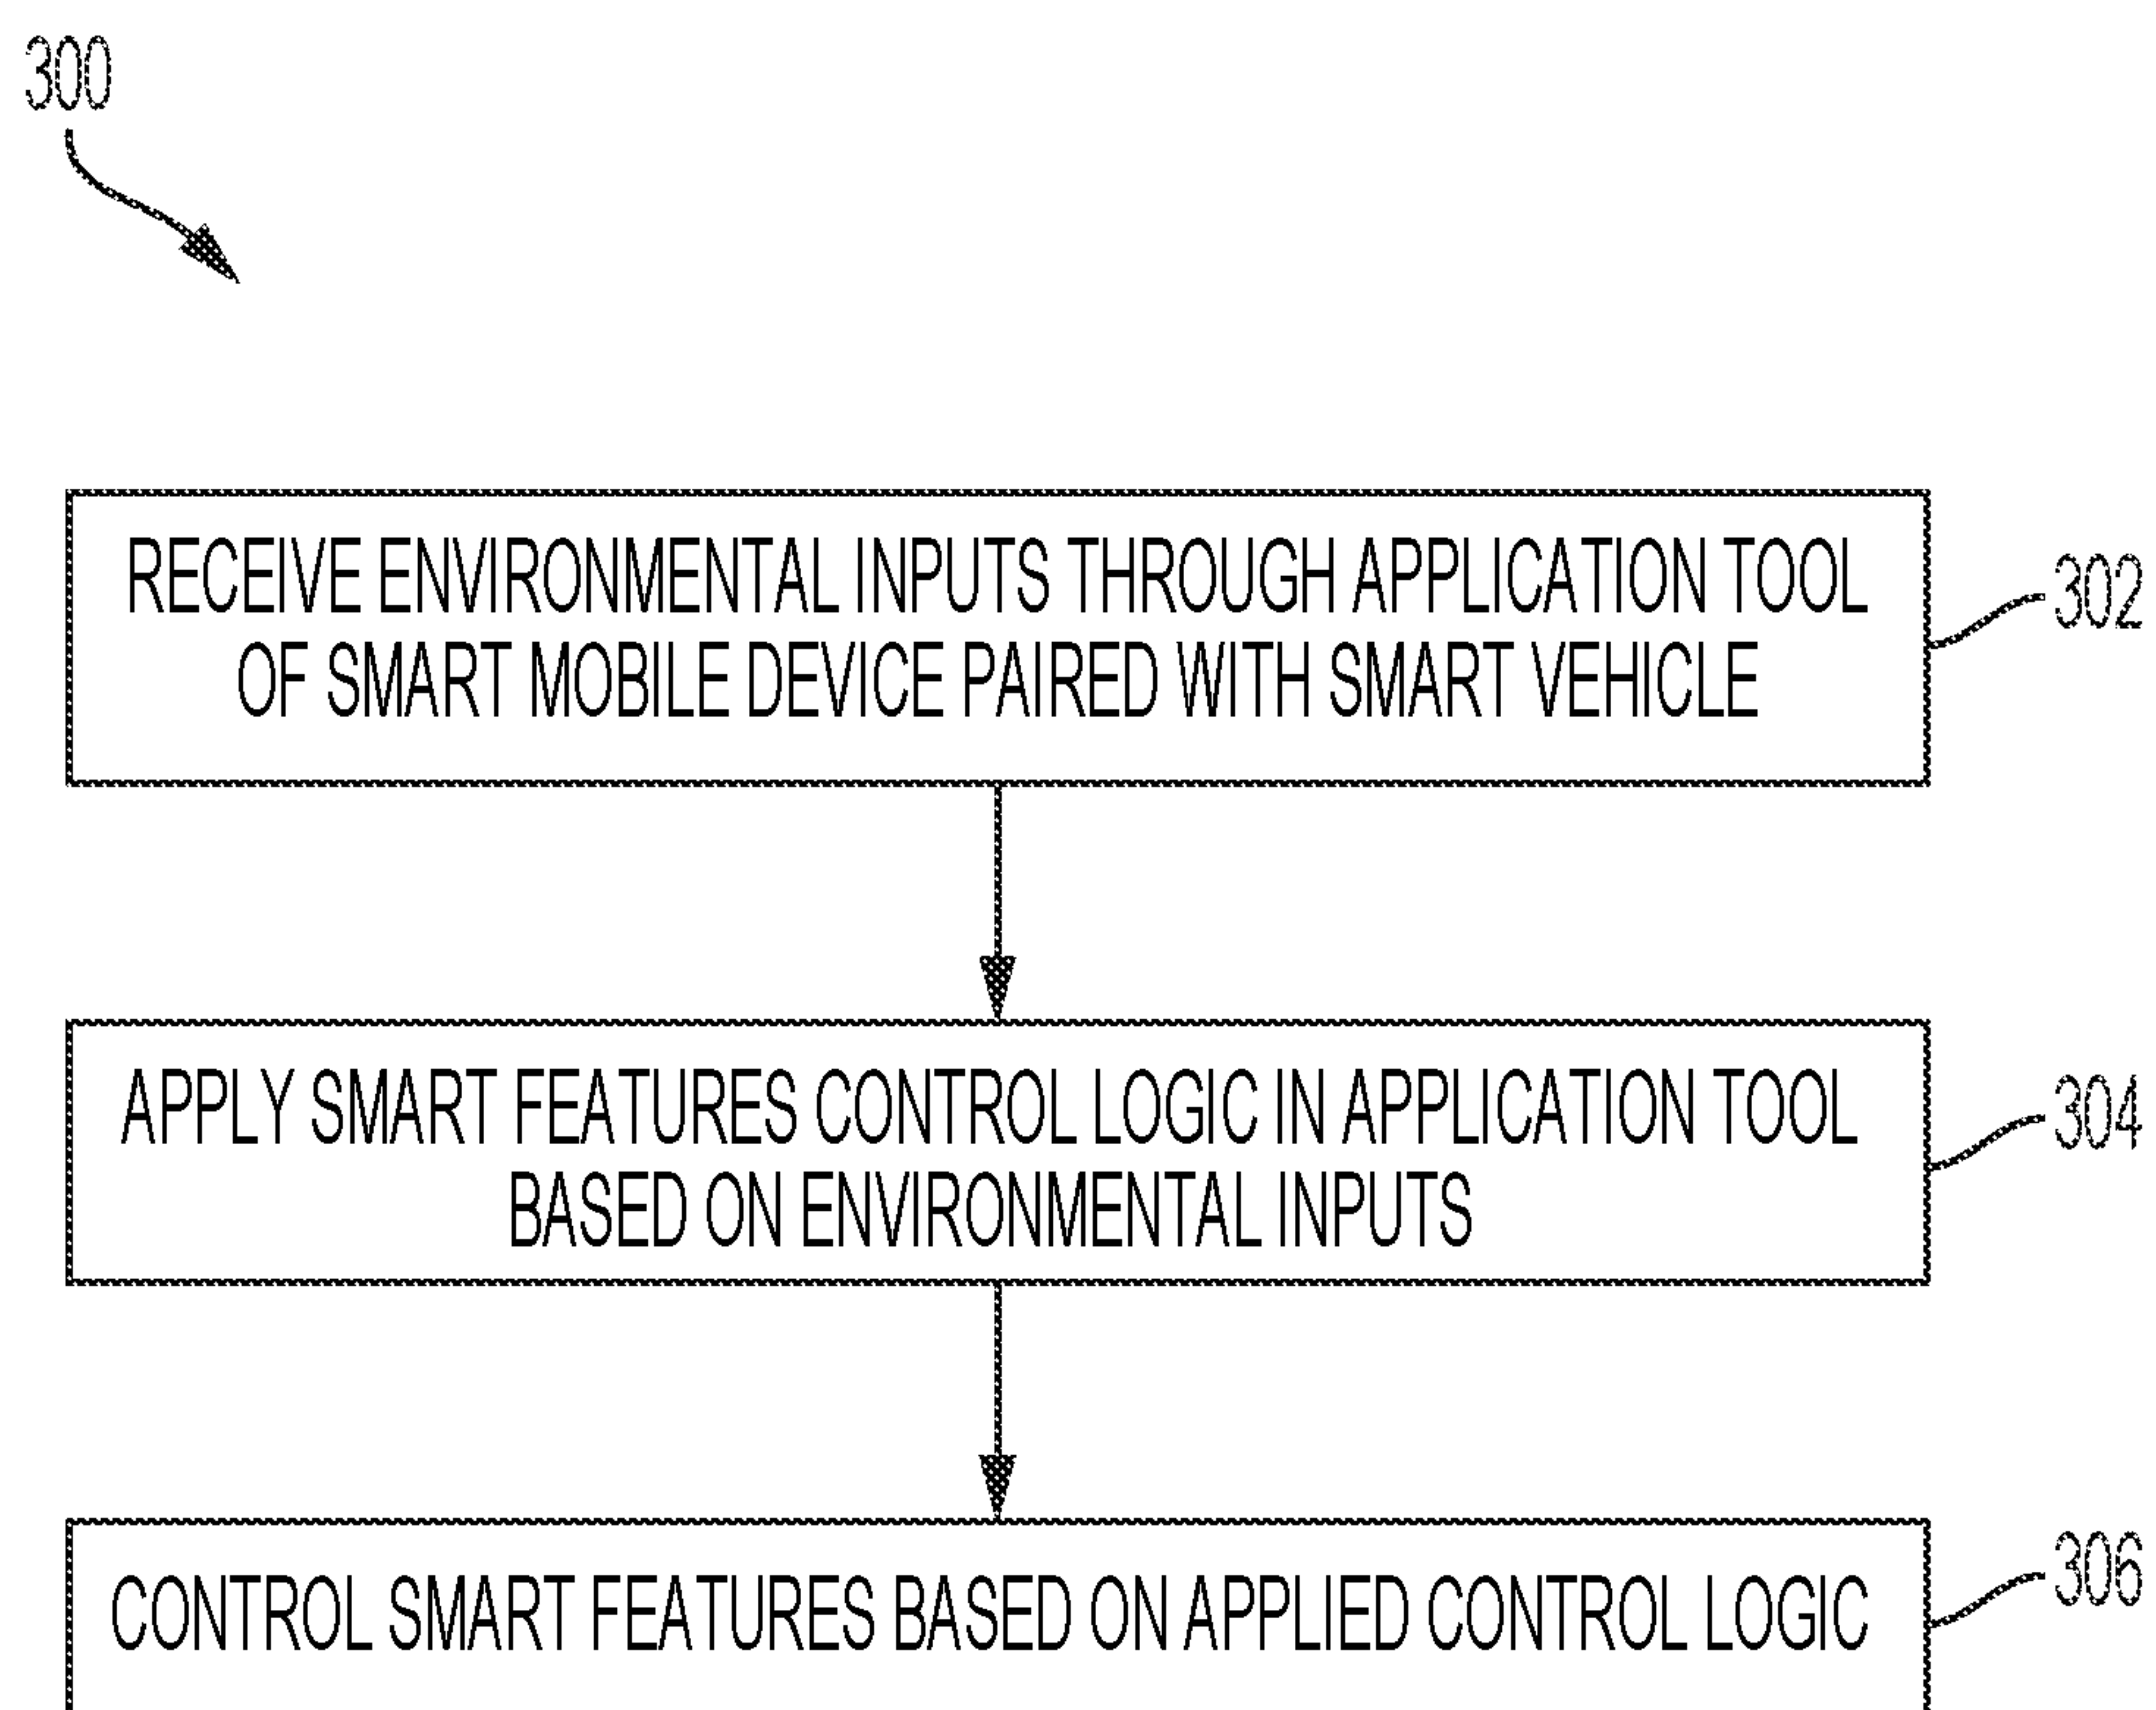 300
RECEIVE ENVIRONMENTAL INPUTS THROUGH APPLICATION TOOL
OF SMART MOBILE DEVICE PAIRED WITH SMART VEHICLE
302
APPLY SMART FEATURES CONTROL LOGIC IN APPLICATION TOOL
BASED ON ENVIRONMENTAL INPUTS
304
CONTROL SMART FEATURES BASED ON APPLIED CONTROL LOGIC
306